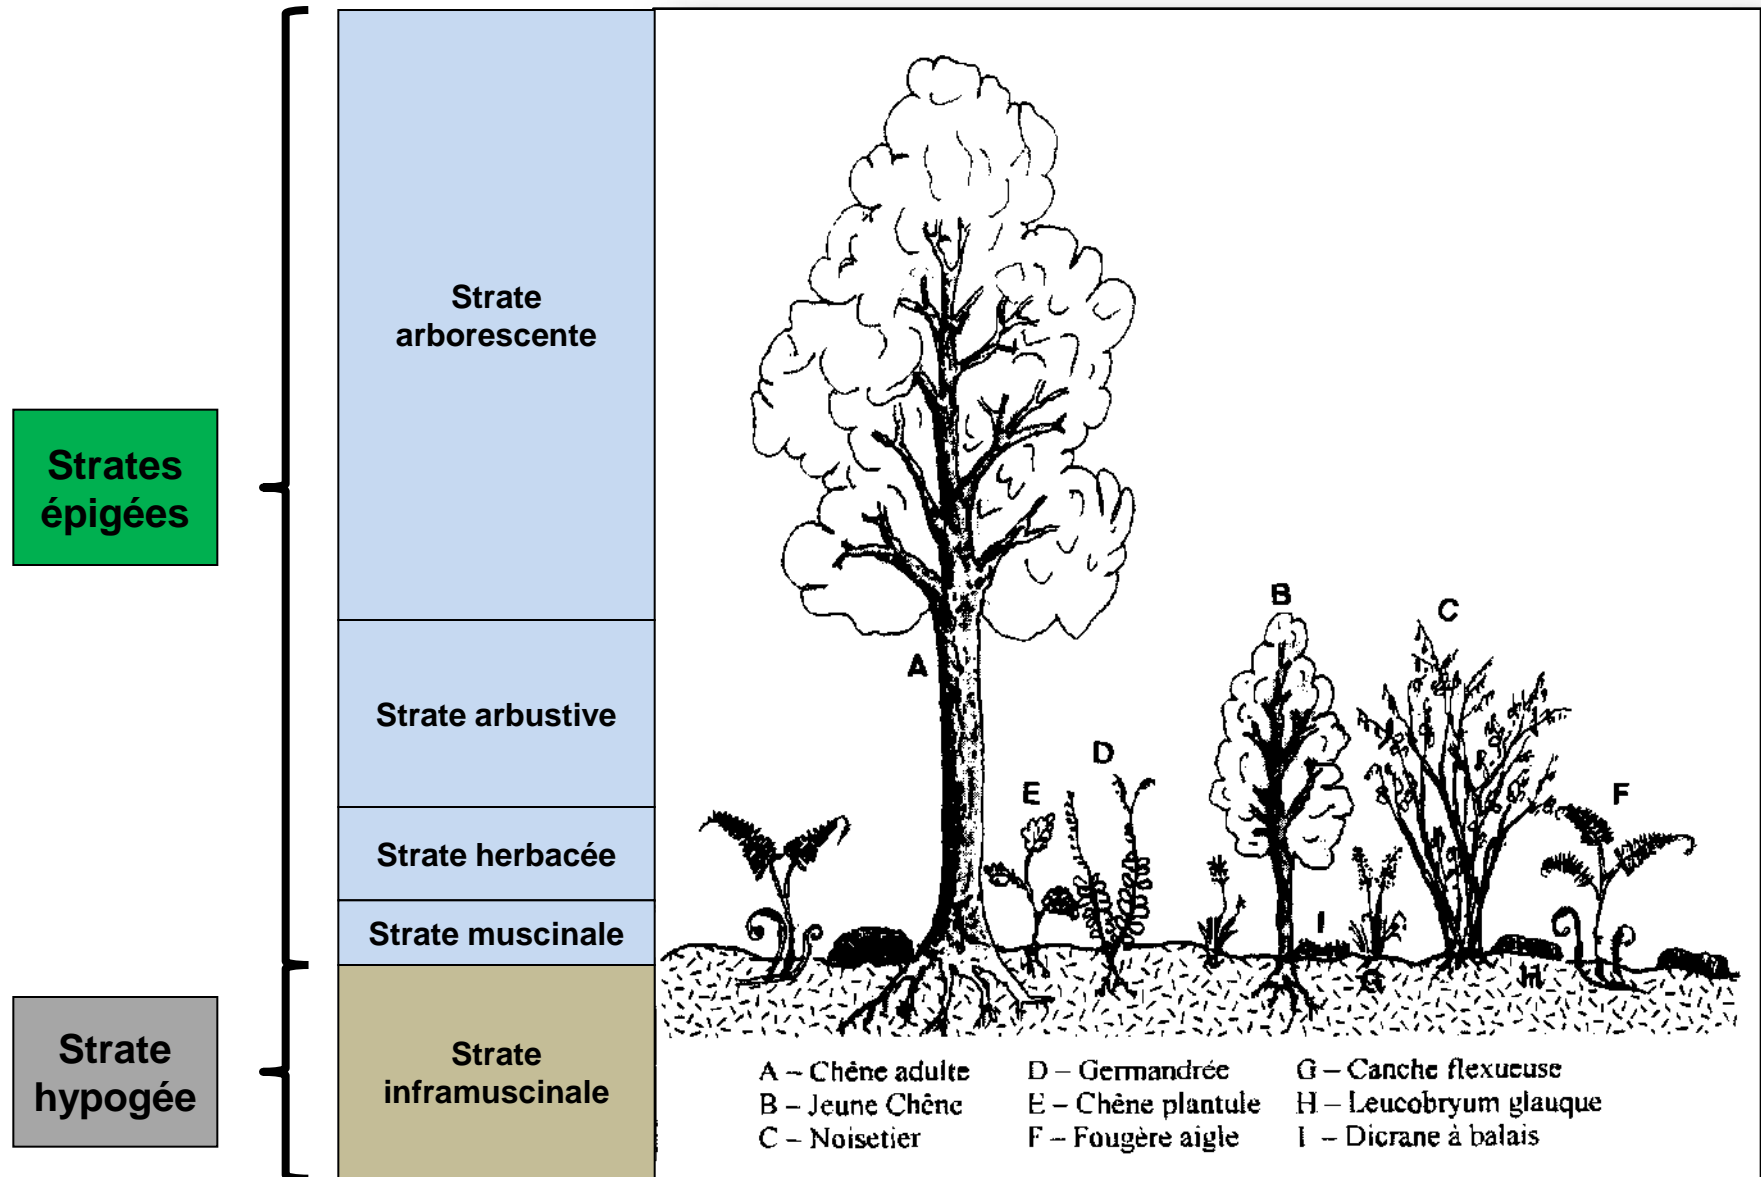 Strates
épigées
Strate
hypogée
Strate
arborescente
Strate arbustive
Strate herbacée
Strate muscinale
Strate
inframuscinale
A
B
C
D
E
F
I
G
H
A – Chêne adulte
B – Jeune Chêne
C – Noisetier
D – Germandrée
E – Chêne plantule
F – Fougère aigle
G – Canche flexueuse
H – Leucobryum glauque
I – Dicrane à balais